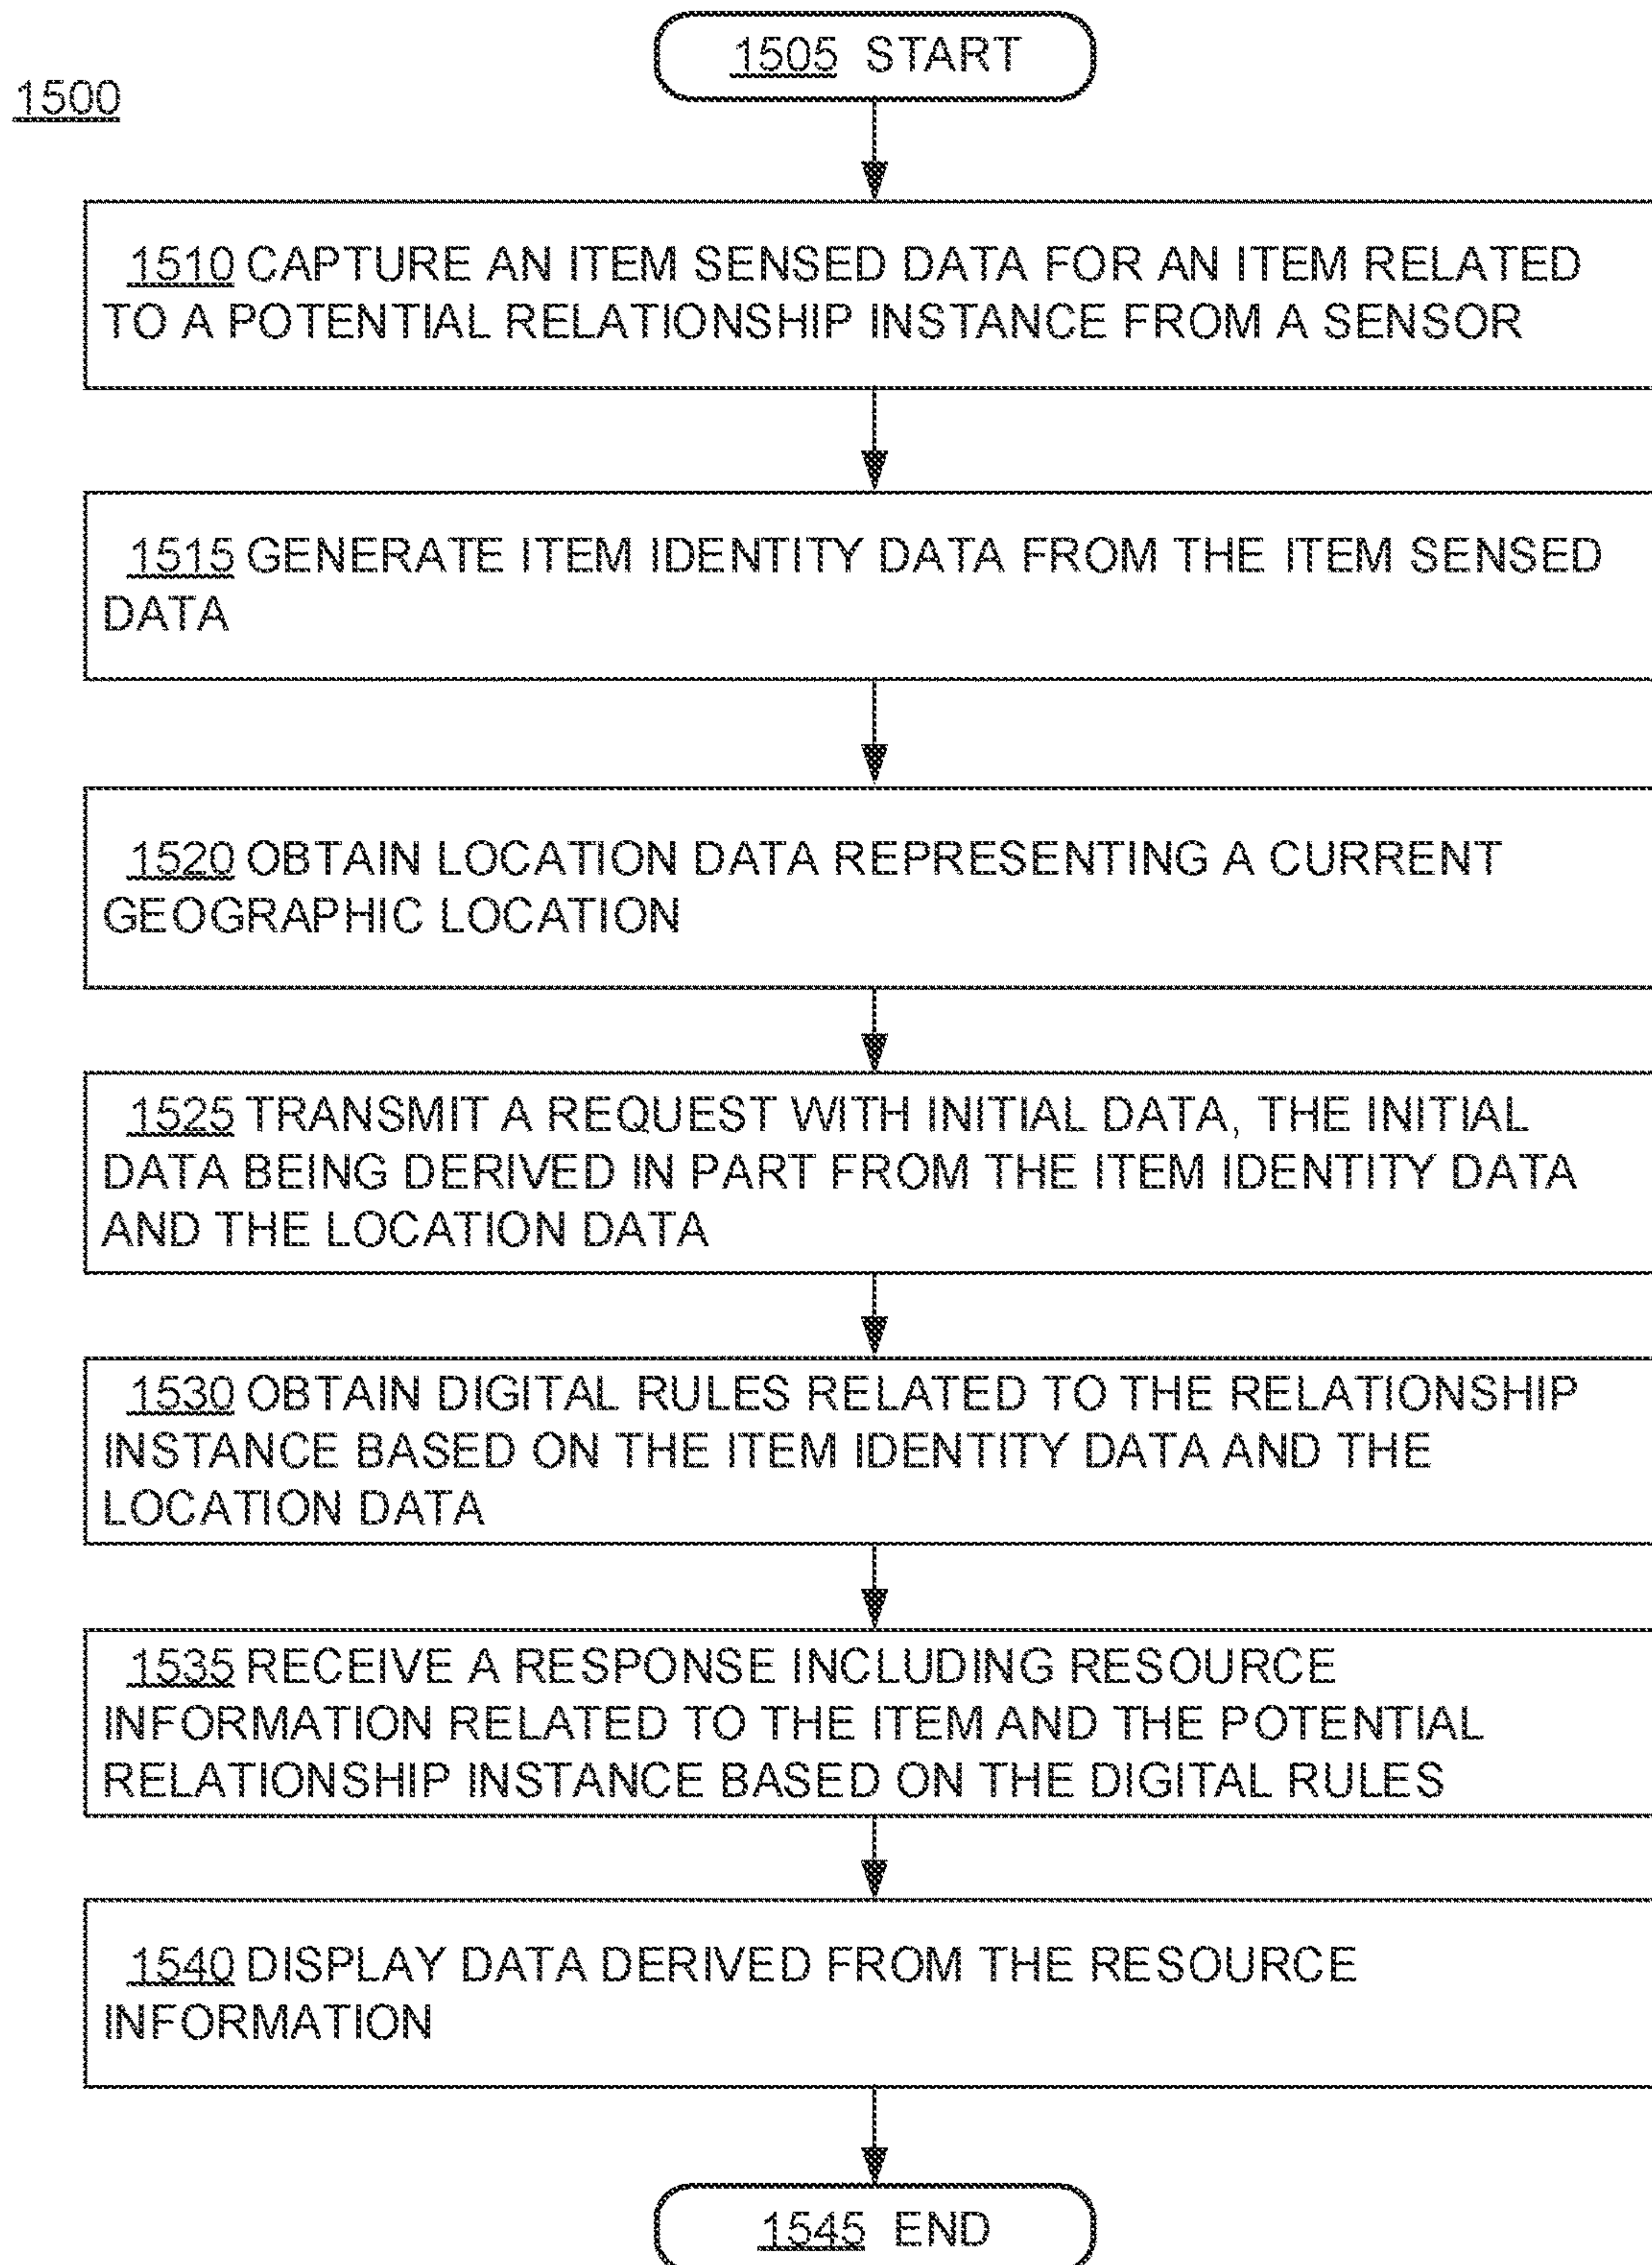 1505 START
1500
1510 CAPTURE AN ITEM SENSED DATA FOR AN ITEM RELATED
TO A POTENTIAL RELATIONSHIP INSTANCE FROM A SENSOR
1515 GENERATE ITEM IDENTITY DATA FROM THE ITEM SENSED
DATA
1520 OBTAIN LOCATION DATA REPRESENTING A CURRENT
GEOGRAPHIC LOCATION
1525 TRANSMIT A REQUEST WITH INITIAL DATA, THE INITIAL
DATA BEING DERIVED IN PART FROM THE ITEM IDENTITY DATA
AND THE LOCATION DATA
1530 OBTAIN DIGITAL RULES RELATED TO THE RELATIONSHIP
INSTANCE BASED ON THE ITEM IDENTITY DATA AND THE
LOCATION DATA
1535 RECEIVE A RESPONSE INCLUDING RESOURCE
INFORMATION RELATED TO THE ITEM AND THE POTENTIAL
RELATIONSHIP INSTANCE BASED ON THE DIGITAL RULES
1540 DISPLAY DATA DERIVED FROM THE RESOURCE
INFORMATION
1545 END